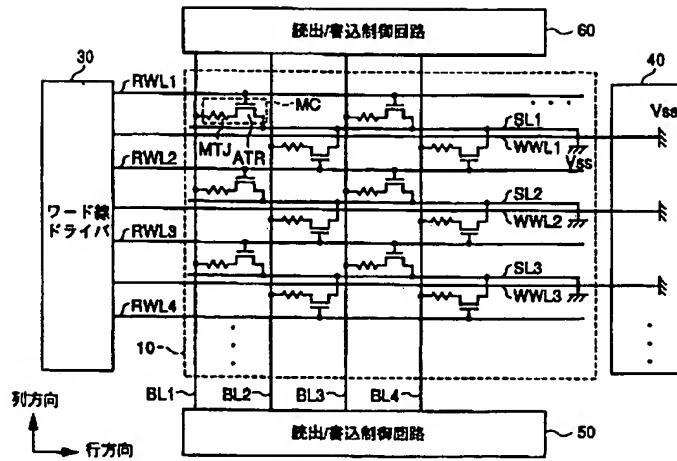 読出/書込制御回路
60
30
40
RWL1
MC
. . .
Vss
SL1
MTJ
ATR
WWL1
RWL2
Vss
SL2
ワード線
ドライバ
WWL2
RWL3
SL3
WWL3
RWL4
10
BL1
BL2
BL3
BL4
列方向
行方向
読出/書込制御回路
50